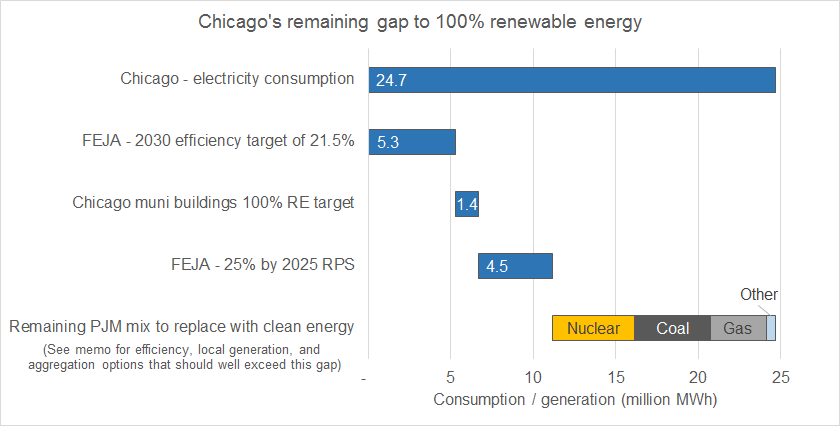 Chicago's remaining gap to 100% renewable energy
Chicago - electricity consumption
24.7
FEJA - 2030 efficiency target of 21.5%
5.3
Chicago muni buildings 100% RE target
1.4
FEJA - 25% by 2025 RPS
4.5
Other
Remaining PJM mix to replace with clean energy
Nuclear
Coal
Gas
(See memo for efficiency, local generation, and
aggregation options that should well exceed this gap)
- 5 10 15 20 25
Consumption / generation (million MWh)